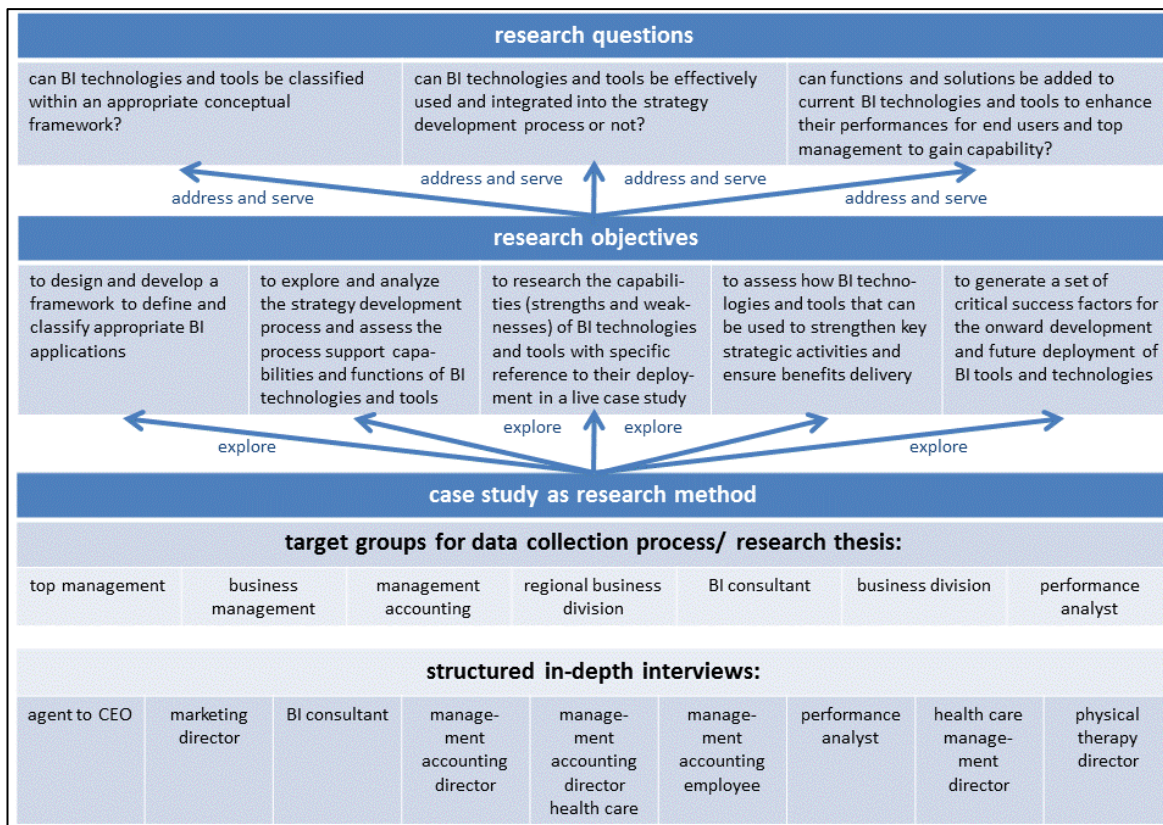 research questions
can BI technologies and tools be classified
within an appropriate conceptual
framework?
can BI technologies and tools be effectively
used and integrated into the strategy
development process or not?
can functions and solutions be added to
current BI technologies and tools to enhance
their performances for end users and top
management to gain capability?
address and serve
address and serve
address and serve
address and serve
research objectives
to design and develop a
framework to define and
classify appropriate BI
applications
to explore and analyze
the strategy development
process and assess the
process support capa-
bilities and functions of BI
technologies and tools
to research the capabili-
ties (strengths and weak-
nesses) of BI technologies
and tools with specific
reference to their deploy-
ment in a live case study
to assess how BI tech-
nologies and tools that can
be used to strengthen key
strategic activities and
ensure benefits delivery
to generate a set of
critical success factors for
the onward development
and future deployment of
BI tools and technologies
explore
explore
explore
explore
case study as research method
target groups for data collection process/ research thesis:
top management
business
management
management
accounting
regional business
division
BI consultant
business division
performance
analyst
structured in-depth interviews:
agent to CEO
marketing
director
BI consultant
manage-
ment
accounting
director
manage-
ment
accounting
director
health care
manage-
ment
accounting
employee
performance
analyst
health care
manage-
ment
director
physical
therapy
director